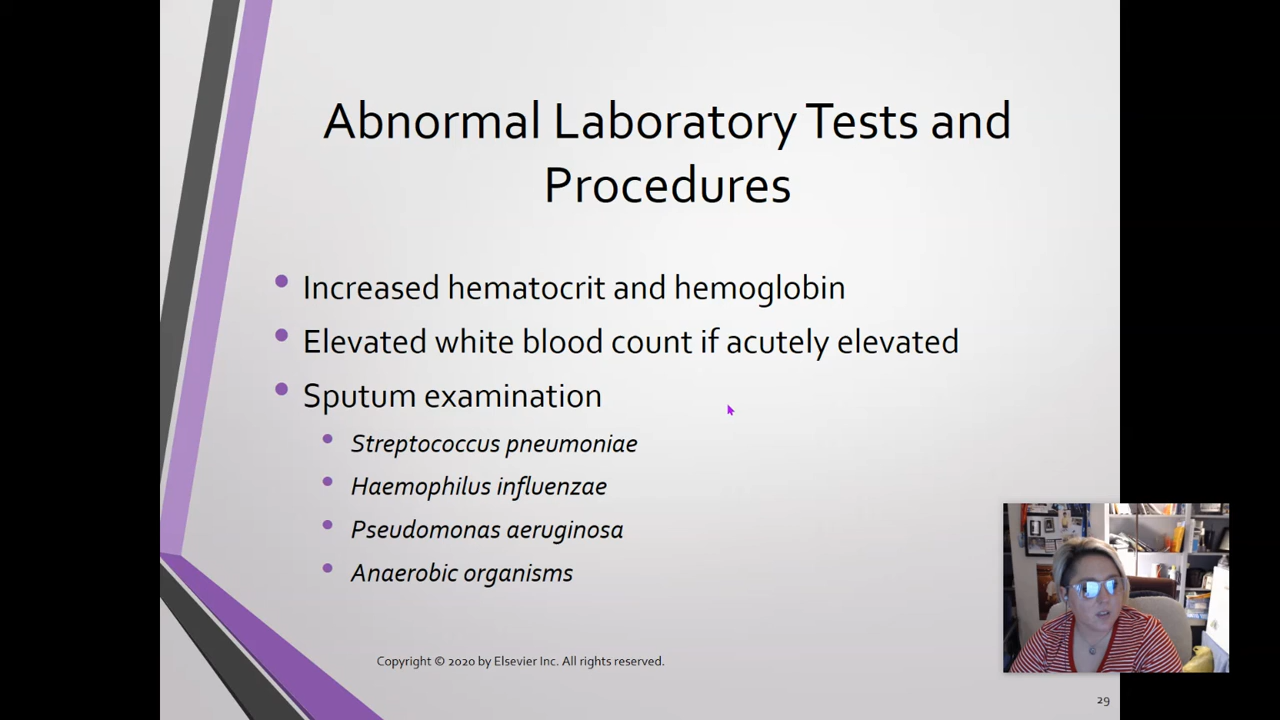 Abnormal Laboratory Tests and
Procedures
Increased hematocrit and hemoglobin
Elevated white blood count if acutely elevated
Sputum examination
Streptococcus pneumoniae
Haemophilus influenzae
Pseudomonas aeruginosa
Anaerobic organisms
Copyright © 2020 by Elsevier Inc. All rights reserved.
29